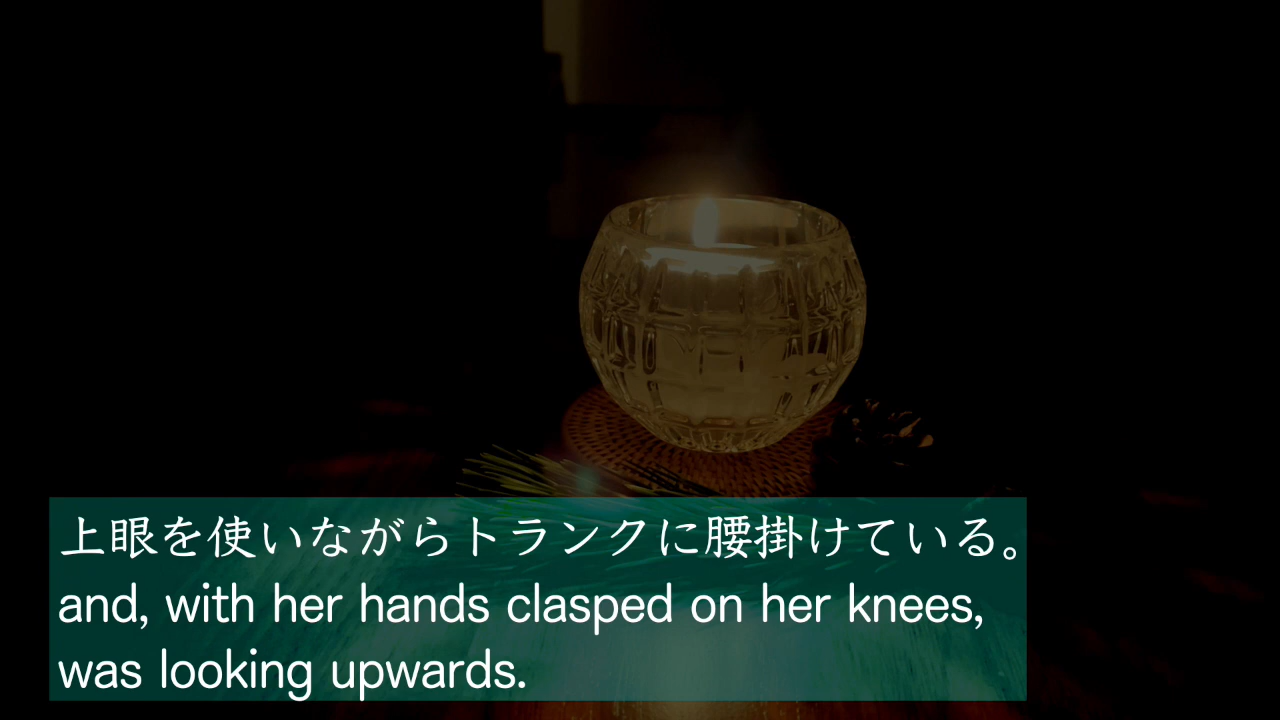 上眼を使いながらトランクに腰掛けている。
and, with her hands clasped on her knees,
was looking upwards.